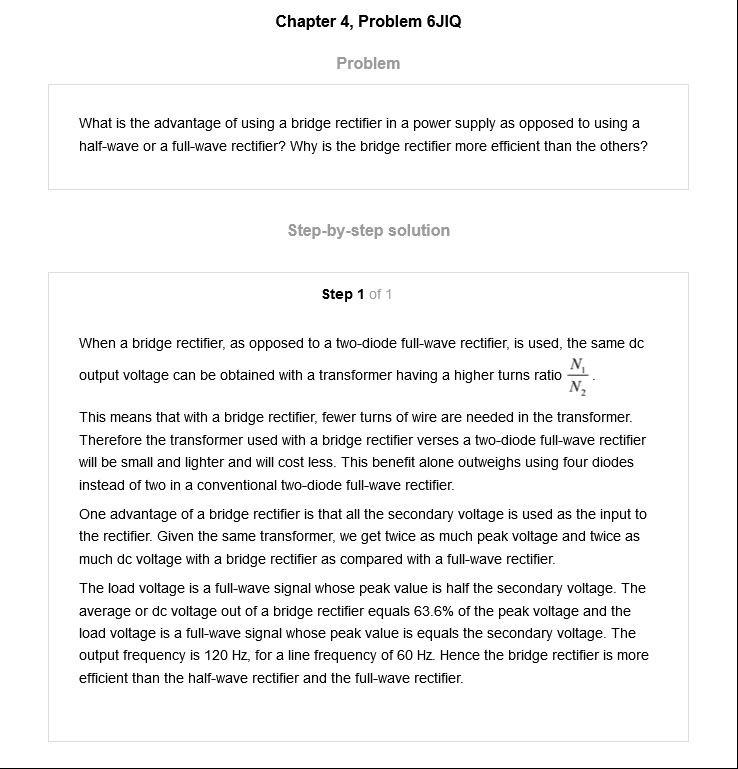 Chapter 4, Problem 6JIQ
Problem
What is the advantage of using a bridge rectifier in a power supply as opposed to using a
half-wave or a full-wave rectifier? Why is the bridge rectifier more efficient than the others?
Step-by-step solution
Step 1 of 1
When a bridge rectifier, as opposed to a two-diode full-wave rectifier, is used, the same dc
output voltage can be obtained with a transformer having a higher turns ratio N₁/N₂.
This means that with a bridge rectifier, fewer turns of wire are needed in the transformer.
Therefore the transformer used with a bridge rectifier verses a two-diode full-wave rectifier
will be small and lighter and will cost less. This benefit alone outweighs using four diodes
instead of two in a conventional two-diode full-wave rectifier.
One advantage of a bridge rectifier is that all the secondary voltage is used as the input to
the rectifier. Given the same transformer, we get twice as much peak voltage and twice as
much dc voltage with a bridge rectifier as compared with a full-wave rectifier.
The load voltage is a full-wave signal whose peak value is half the secondary voltage. The
average or dc voltage out of a bridge rectifier equals 63.6% of the peak voltage and the
load voltage is a full-wave signal whose peak value is equals the secondary voltage. The
output frequency is 120 Hz, for a line frequency of 60 Hz. Hence the bridge rectifier is more
efficient than the half-wave rectifier and the full-wave rectifier.